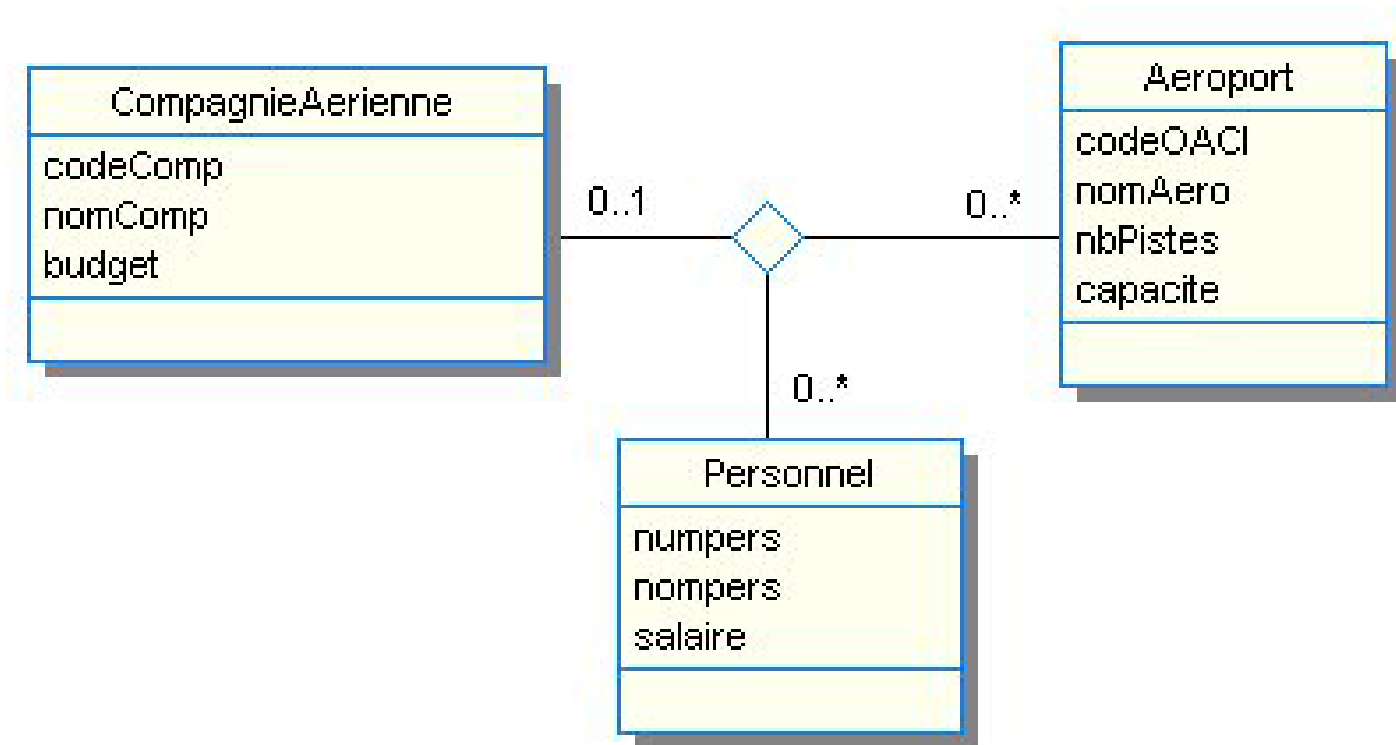 CompagnieAerienne
codeComp
nomComp
budget
0..1
0..*
Aeroport
codeOACI
nomAero
nbPistes
capacite
0..*
Personnel
numpers
nompers
salaire